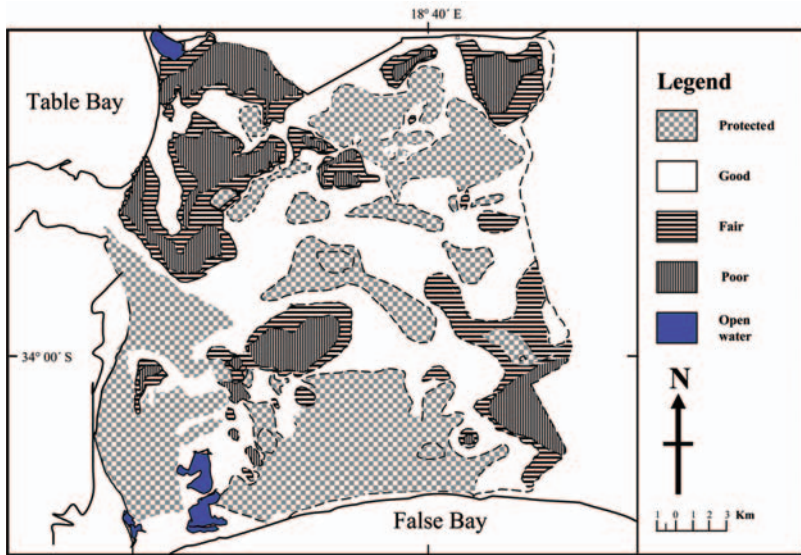 18° 40´ E
Table Bay
34° 00´ S
False Bay
Legend
Protected
Good
Fair
Poor
Open
water
N
1 0 1 2 3 Km